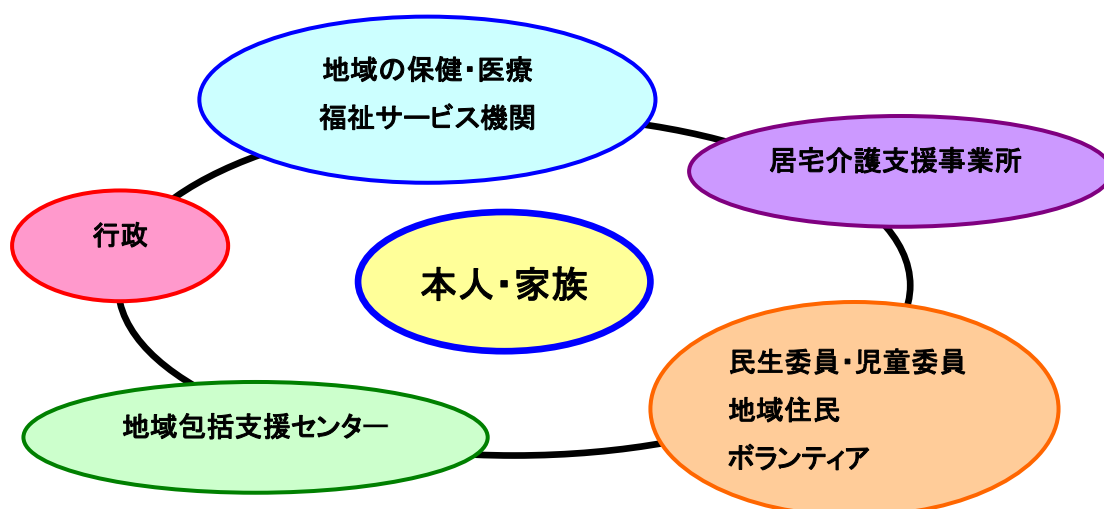 地域の保健・医療
福祉サービス機関
居宅介護支援事業所
行政
本人・家族
民生委員・児童委員
地域住民
ボランティア
地域包括支援センター